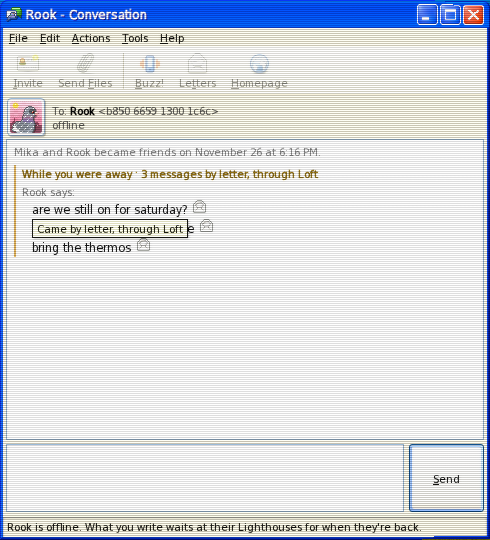 Rook - Conversation
File Edit Actions Tools Help
Invite Send Files Buzz! Letters Homepage
To: Rook <b850 6659 1300 1c6c>
offline
Mika and Rook became friends on November 26 at 6:16 PM.
While you were away · 3 messages by letter, through Loft
Rook says:
are we still on for saturday?
Came by letter, through Loft
bring the thermos
Send
Rook is offline. What you write waits at their Lighthouses for when they're back.